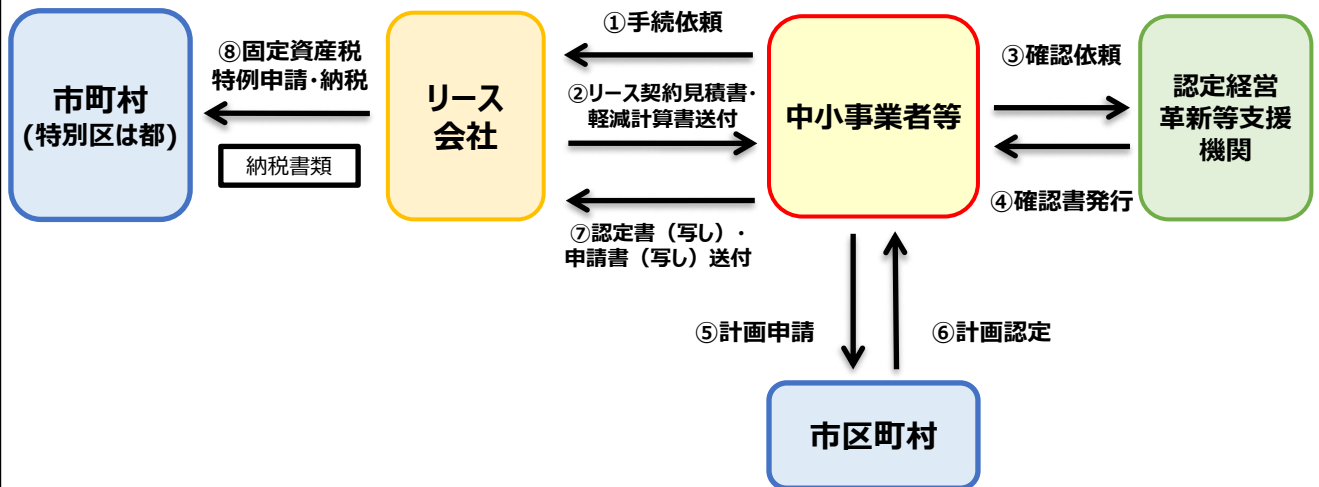 ①手続依頼
⑧固定資産税
特例申請・納税
③確認依頼
市町村
(特別区は都)
リース
会社
②リース契約見積書・
軽減計算書送付
中小事業者等
認定経営
革新等支援
機関
納税書類
④確認書発行
⑦認定書（写し）・
申請書（写し）送付
⑤計画申請
⑥計画認定
市区町村